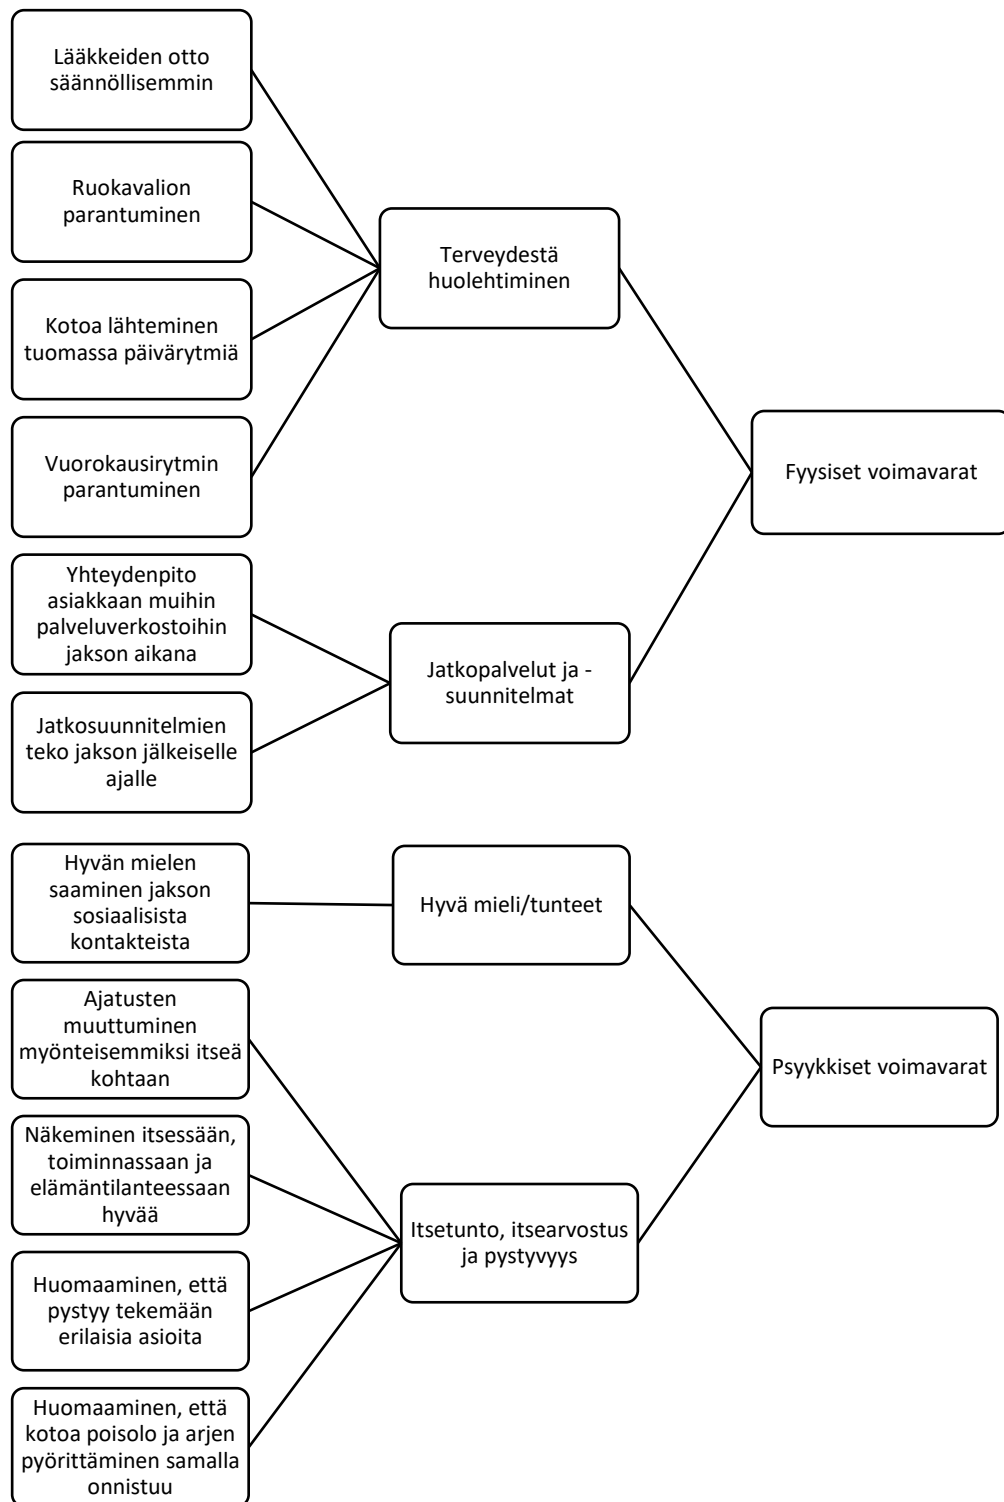 Lääkkeiden otto
säännöllisemmin
Ruokavalion
parantuminen
Kotoa lähteminen
tuomassa päivärytmiä
Vuorokausirytmin
parantuminen
Yhteydenpito
asiakkaan muihin
palveluverkostoihin
jakson aikana
Jatkosuunnitelmien
teko jakson jälkeiselle
ajalle
Terveydestä
huolehtiminen
Jatkopalvelut ja -
suunnitelmat
Fyysiset voimavarat
Hyvän mielen
saaminen jakson
sosiaalisista
kontakteista
Ajatusten
muuttuminen
myönteisemmiksi itseä
kohtaan
Näkeminen itsessään,
toiminnassaan ja
elämäntilanteessaan
hyvää
Huomaaminen, että
pystyy tekemään
erilaisia asioita
Huomaaminen, että
kotoa poisolo ja arjen
pyörittäminen samalla
onnistuu
Hyvä mieli/tunteet
Itsetunto, itsearvostus
ja pystyvyys
Psyykkiset voimavarat